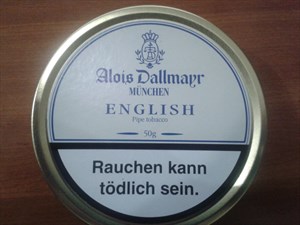 Alois Dallmayr
MÜNCHEN
ENGLISH
Pipe tobacco
50g
Rauchen kann
tödlich sein.